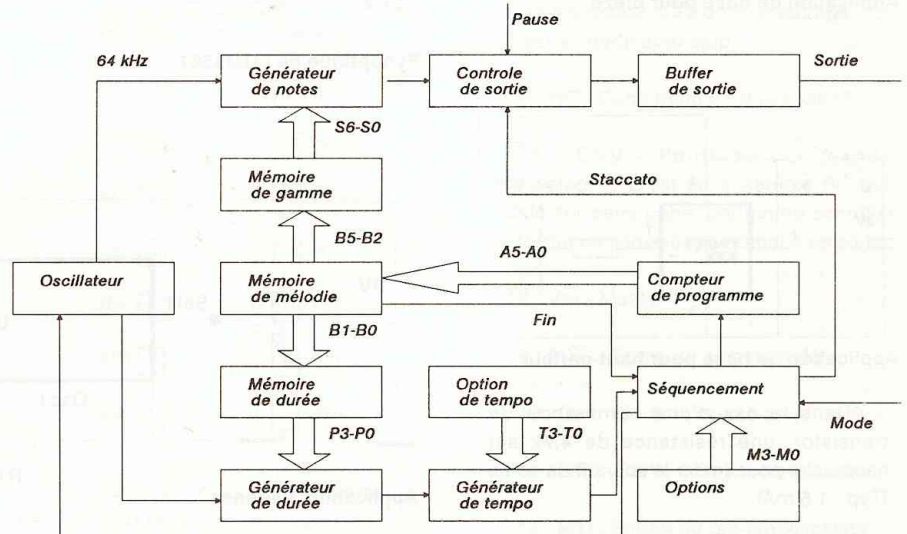 Pause
64 kHz
Générateur
de notes
Controle
de sortie
Buffer
de sortie
Sortie
S6-S0
Mémoire
de gamme
Staccato
B5-B2
A5-A0
Oscillateur
Mémoire
de mélodie
Compteur
de programme
B1-B0
Fin
Mémoire
de durée
Option
de tempo
Séquencement
P3-P0
T3-T0
Mode
M3-M0
Générateur
de durée
Générateur
de tempo
Options